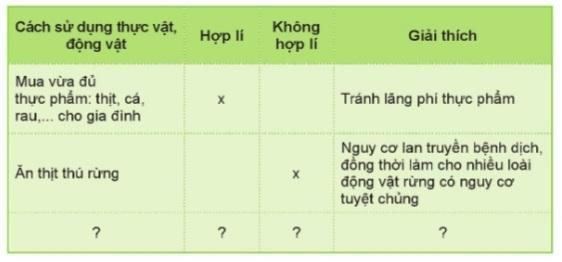 Cách sử dụng thực vật,
động vật
Hợp lí
Không
hợp lí
Giải thích
Mua vừa đủ
thực phẩm: thịt, cá,
rau,... cho gia đình
x
Tránh lãng phí thực phẩm
Ăn thịt thú rừng
x
Nguy cơ lan truyền bệnh dịch,
đồng thời làm cho nhiều loài
động vật rừng có nguy cơ
tuyệt chủng
?
?
?
?